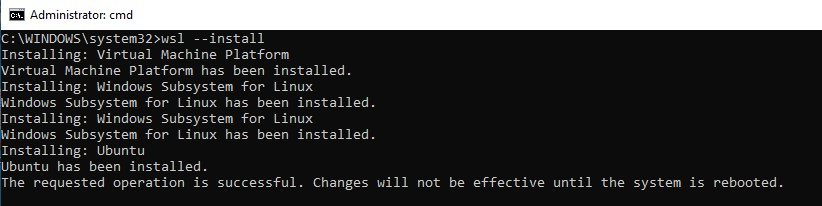 Administrator: cmd
C:\WINDOWS\system32>wsl --install
Installing: Virtual Machine Platform
Virtual Machine Platform has been installed.
Installing: Windows Subsystem for Linux
Windows Subsystem for Linux has been installed.
Installing: Windows Subsystem for Linux
Windows Subsystem for Linux has been installed.
Installing: Ubuntu
Ubuntu has been installed.
The requested operation is successful. Changes will not be effective until the system is rebooted.